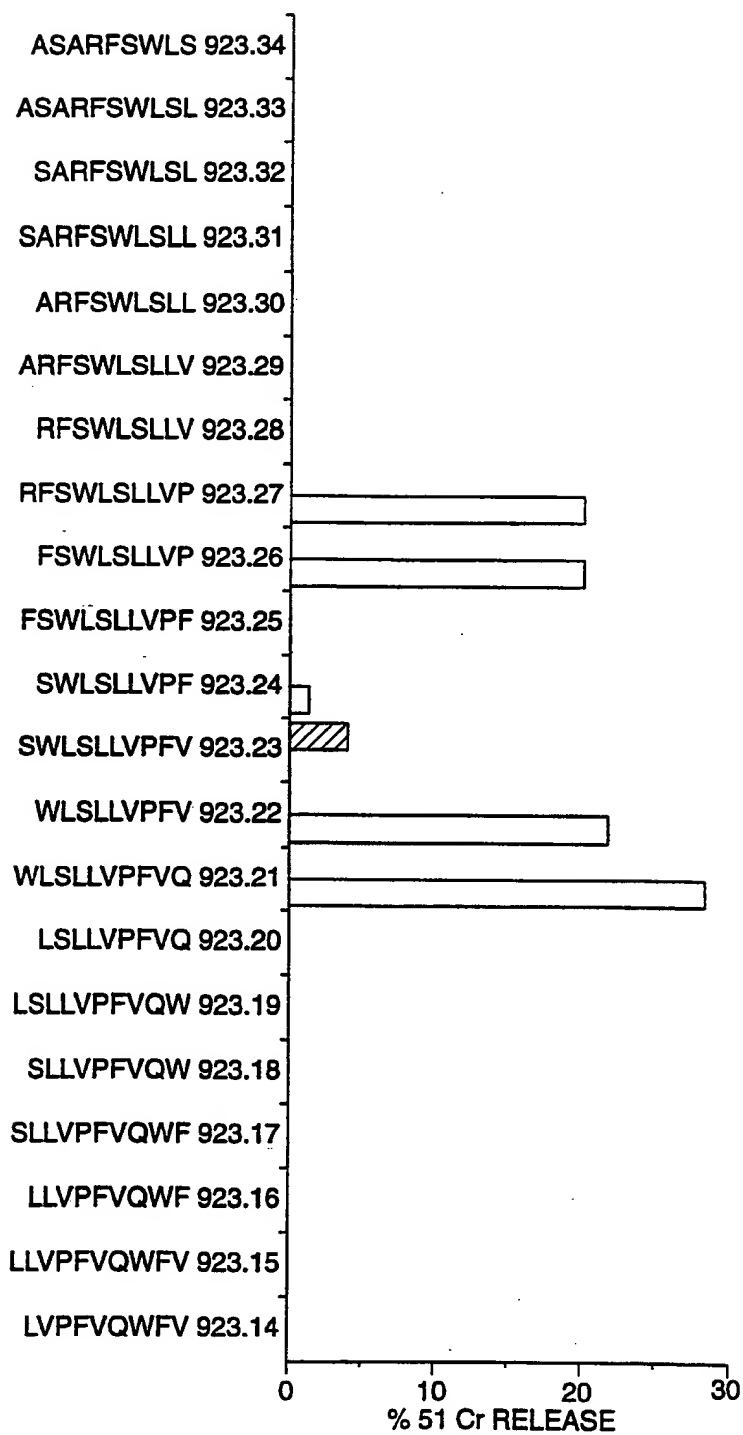 ASARFSWLS 923.34
ASARFSWLSL 923.33
SARFSWLSL 923.32
SARFSWLSLL 923.31
ARFSWLSLL 923.30
ARFSWLSLLV 923.29
RFSWLSLLV 923.28
RFSWLSLLVP 923.27
FSWLSLLVP 923.26
FSWLSLLVPF 923.25
SWLSLLVPF 923.24
SWLSLLVPFV 923.23
WLSLLVPFV 923.22
WLSLLVPFVQ 923.21
LSLLVPFVQ 923.20
LSLLVPFVQW 923.19
SLLVPFVQW 923.18
SLLVPFVQWF 923.17
LLVPFVQWF 923.16
LLVPFVQWFV 923.15
LVPFVQWFV 923.14
0 10 20 30
% 51 Cr RELEASE